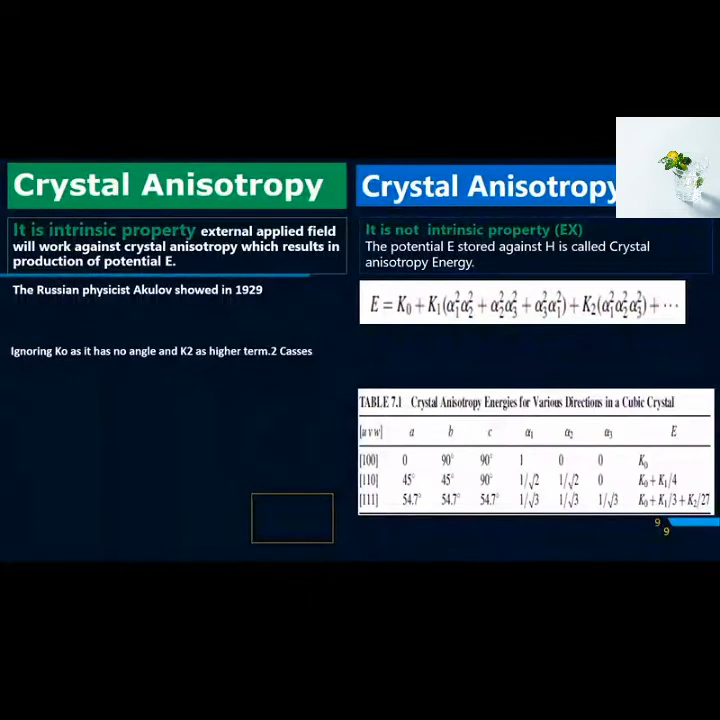 Crystal Anisotropy
It is intrinsic property external applied field
will work against crystal anisotropy which results in
production of potential E.
The Russian physicist Akulov showed in 1929
Ignoring Ko as it has no angle and K2 as higher term.2 Casses
Crystal Anisotropy
It is not intrinsic property (EX)
The potential E stored against H is called Crystal
anisotropy Energy.
E = K₀ + K₁(α₁²α₂² + α₂²α₃² + α₃²α₁²) + K₂(α₁²α₂²α₃²) + ⋯
TABLE 7.1 Crystal Anisotropy Energies for Various Directions in a Cubic Crystal
[u v w] a b c α₁ α₂ α₃ E
[100] 0 90° 90° 1 0 0 K₀
[110] 45° 45° 90° 1/√2 1/√2 0 K₀ + K₁/4
[111] 54.7° 54.7° 54.7° 1/√3 1/√3 1/√3 K₀ + K₁/3 + K₂/27
9
9